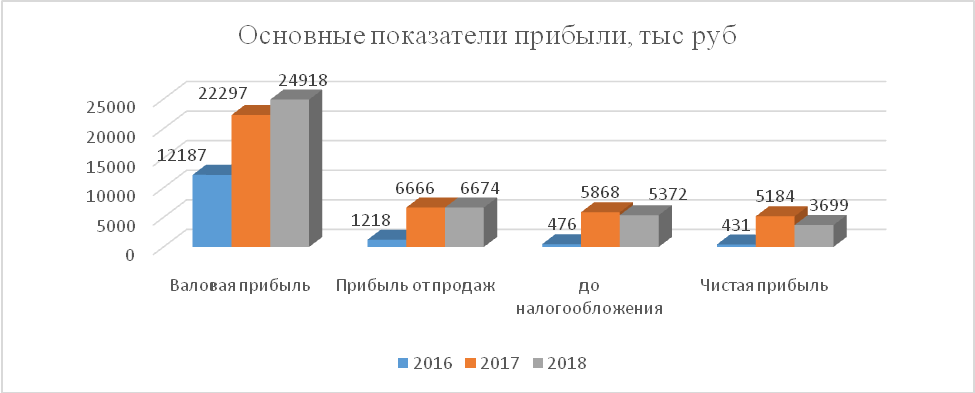 Основные показатели прибыли, тыс руб
24918
22297
25000
20000
12187
15000
6666 6674
5868
5372
5184
10000
3699
1218
476
431
5000
0
Валовая прибыль
Прибыль от продаж
до
налогообложения
Чистая прибыль
2016 2017 2018